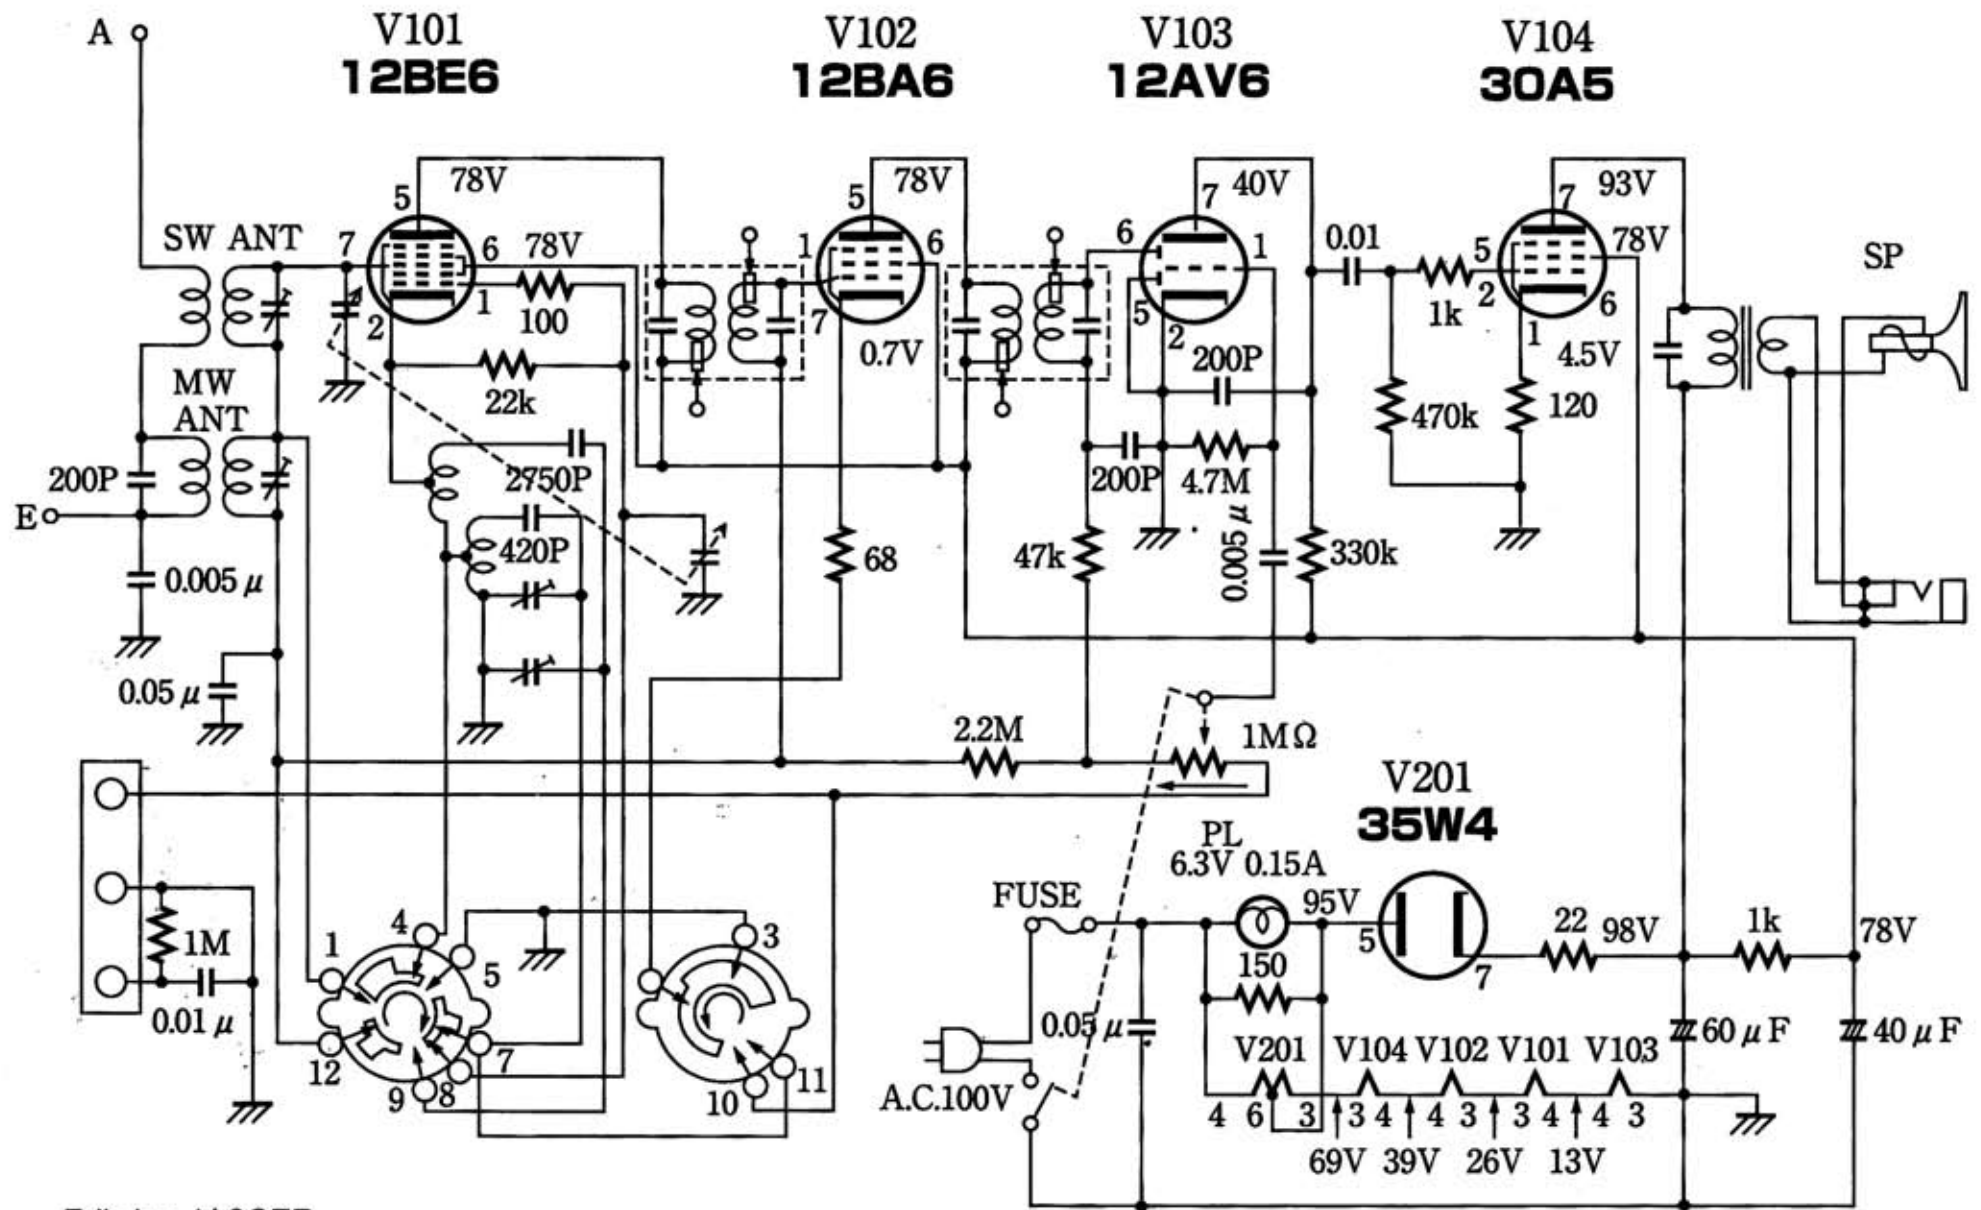 A
V101
12BE6
V102
12BA6
V103
12AV6
V104
30A5
5
78V
5
78V
7
40V
7
93V
SW ANT
7
6
78V
1
6
6
1
0.01
5
78V
SP
2
1
100
7
0.7V
5
2
200P
1k
2
1
6
4.5V
MW
ANT
22k
470k
120
200P
2750P
200P
4.7M
E
420P
68
47k
0.005 μ
330k
0.005 μ
0.05 μ
2.2M
1MΩ
V201
35W4
PL
6.3V 0.15A
FUSE
95V
1M
0.01 μ
1
4
5
3
150
5
7
22
98V
1k
78V
12
9
8
7
10
11
0.05 μ
60 μ F
40 μ F
V201
V104
V102
V101
V103
A.C.100V
4
6
3
3
4
4
3
3
4
4
3
69V
39V
26V
13V